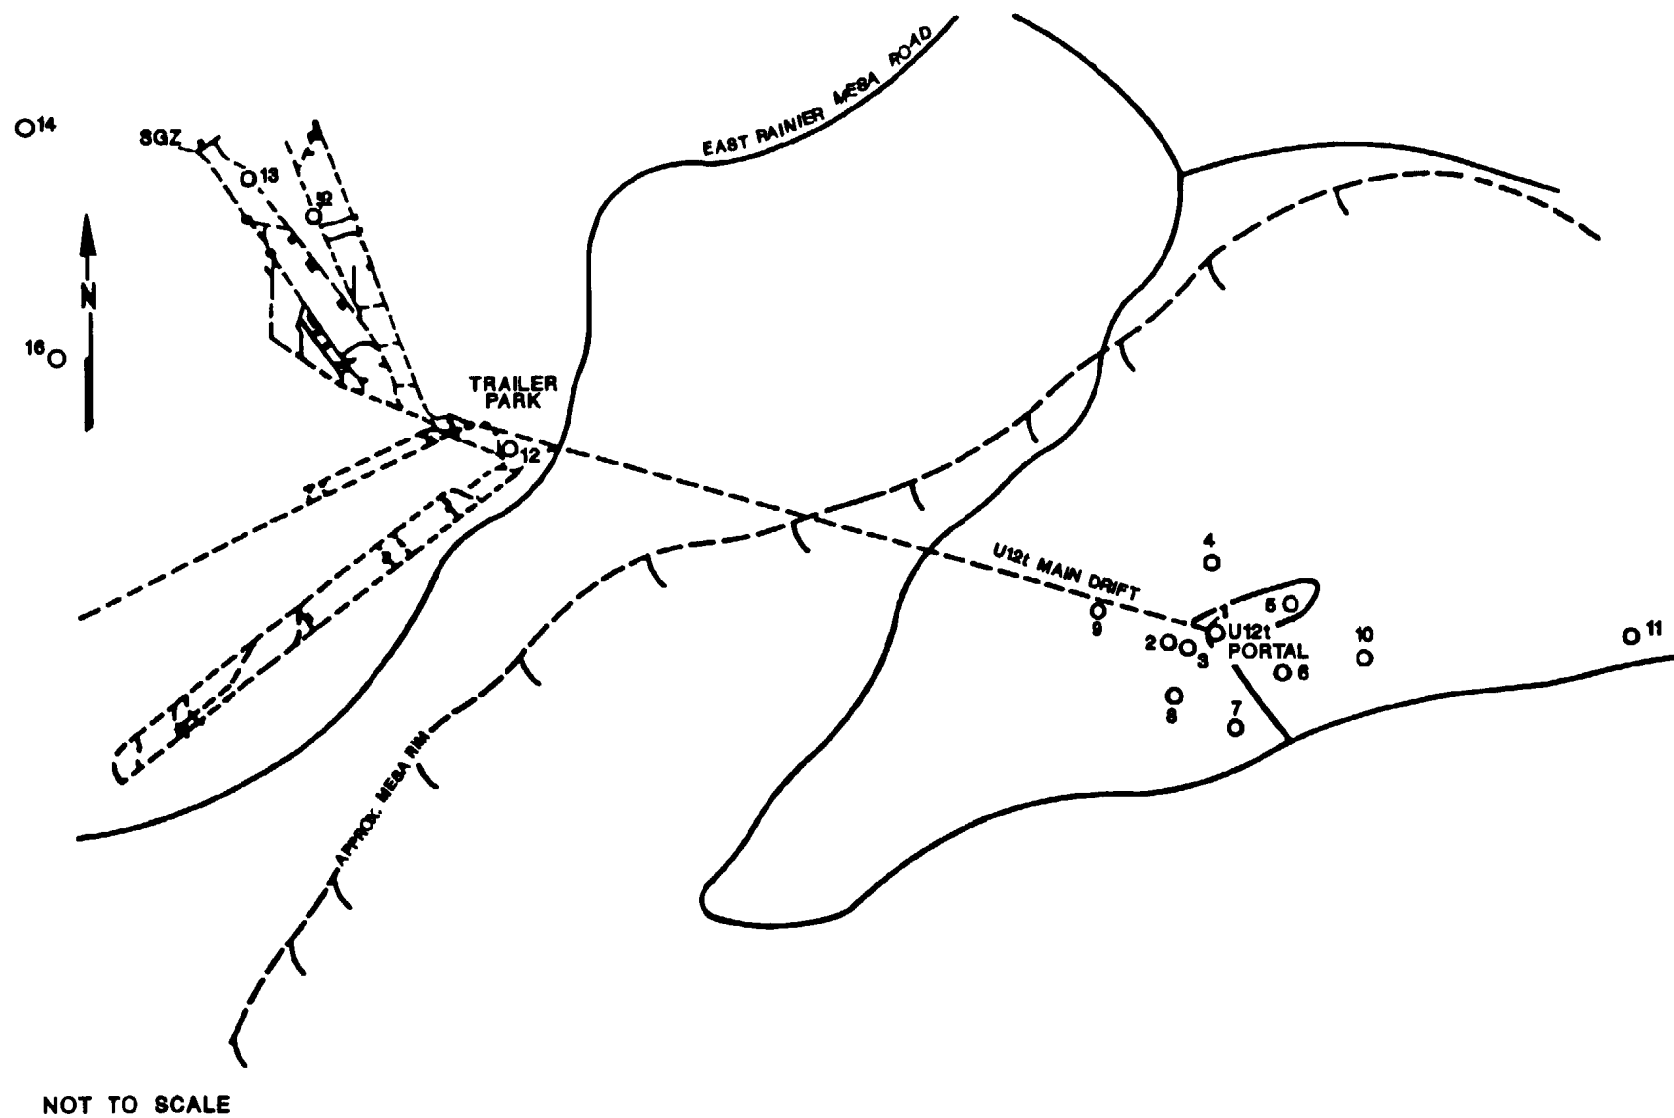 EAST RAINIER MESA ROAD
14
SGZ
13
N
16
TRAILER
PARK
12
U12t MAIN DRIFT
4
1
5
9
2
3
U12t
PORTAL
10
11
6
8
7
APPROX. MESA RIM
NOT TO SCALE